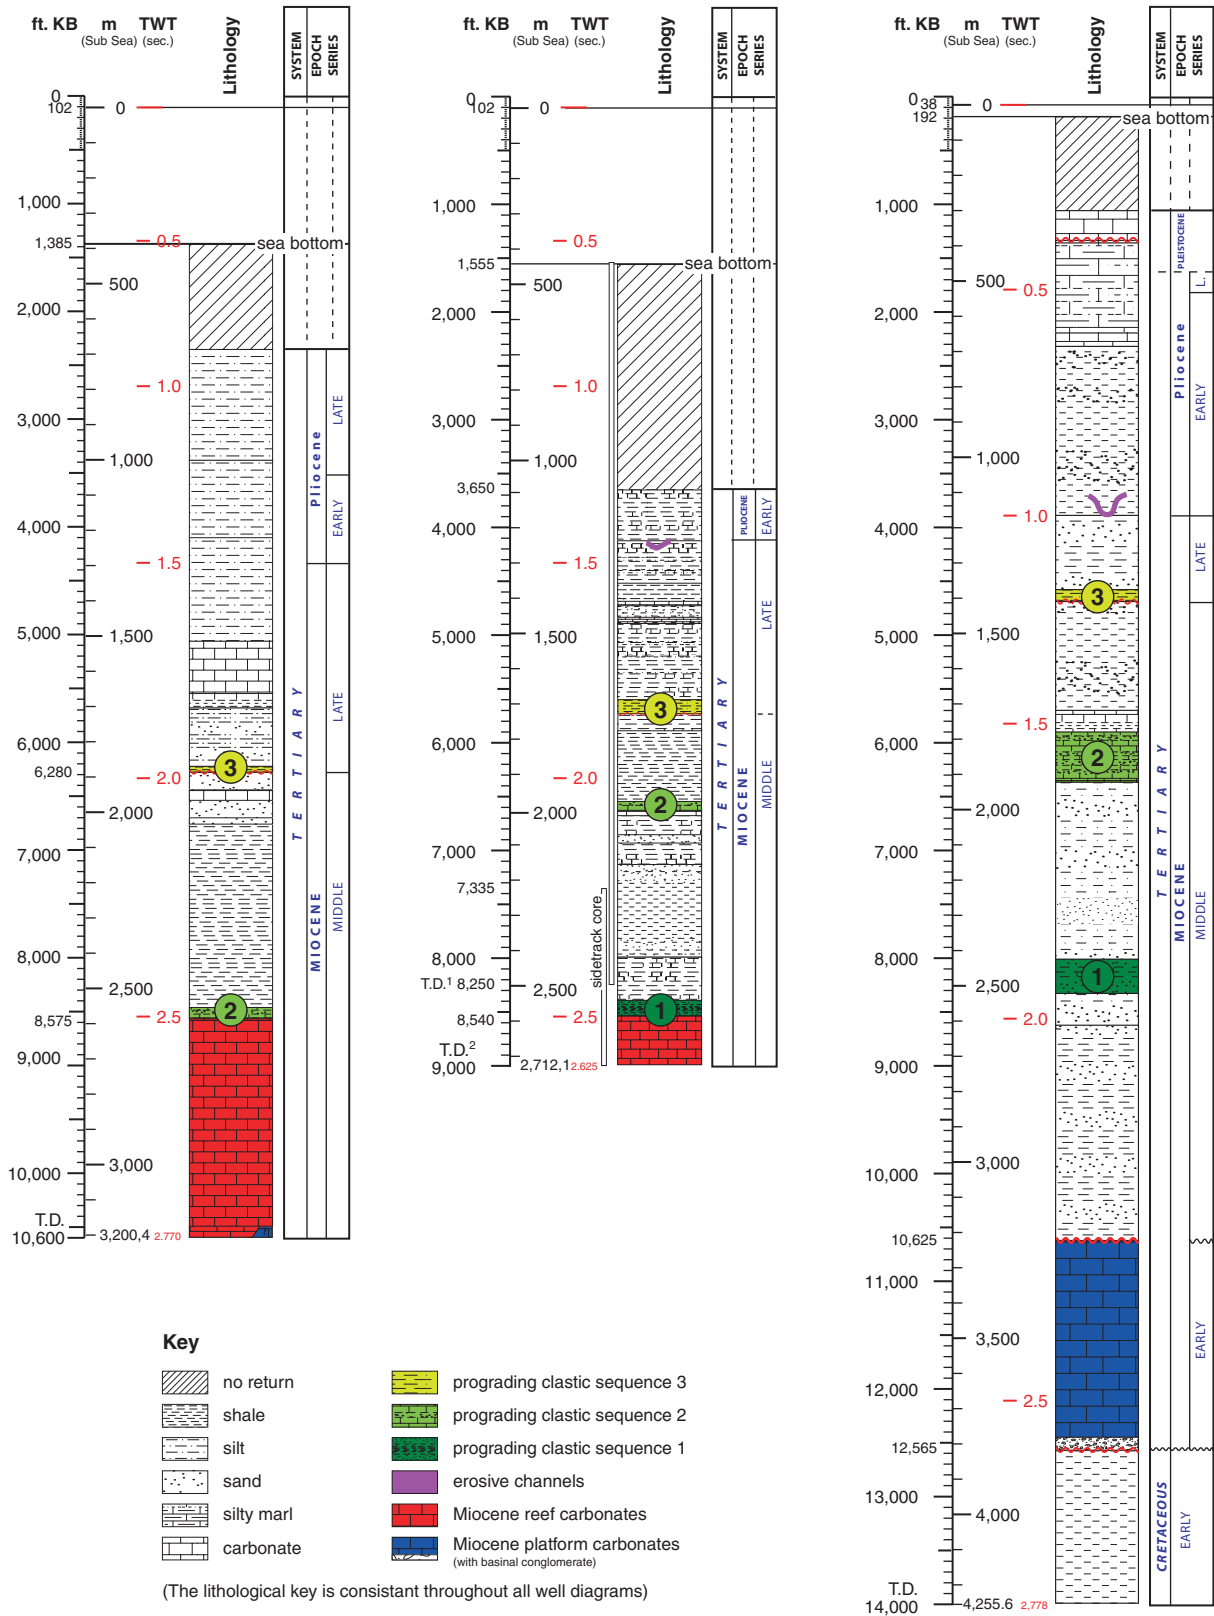 ft. KB m TWT
(Sub Sea) (sec.)
Lithology
SYSTEM
EPOCH
SERIES
0
102
0
1,000
0.5
1,385
sea bottom
500
2,000
1.0
3,000
LATE
1,000
Pliocene
EARLY
4,000
1.5
5,000
1,500
TERTIARY
LATE
6,000
3
6,280
2.0
2,000
7,000
MIOCENE
MIDDLE
8,000
2,500
2
8,575
2.5
9,000
10,000
3,000
T.D.
10,600
3,200,4 2.770
ft. KB m TWT
(Sub Sea) (sec.)
Lithology
SYSTEM
EPOCH
SERIES
0
102
0
1,000
0.5
1,555
sea bottom
500
2,000
1.0
3,000
1,000
3,650
PLIOCENE
EARLY
4,000
1.5
LATE
5,000
1,500
TERTIARY
3
6,000
2.0
MIDDLE
2
2,000
MIOCENE
7,000
7,335
sidetrack core
8,000
T.D.1 8,250
2,500
1
8,540
2.5
T.D.2
9,000
2,712,1 2.625
ft. KB m TWT
(Sub Sea) (sec.)
Lithology
SYSTEM
EPOCH
SERIES
0
38
0
192
sea bottom
1,000
PLEISTOCENE
500
0.5
L.
2,000
Pliocene
EARLY
3,000
1,000
4,000
1.0
LATE
3
5,000
1,500
1.5
6,000
2
TERTIARY
2,000
7,000
MIOCENE
MIDDLE
8,000
1
2,500
2.0
9,000
10,000
3,000
10,625
11,000
3,500
EARLY
12,000
2.5
12,565
13,000
4,000
CRETACEOUS
EARLY
T.D.
14,000
4,255.6 2,778
Key
no return
shale
silt
sand
silty marl
carbonate
prograding clastic sequence 3
prograding clastic sequence 2
prograding clastic sequence 1
erosive channels
Miocene reef carbonates
Miocene platform carbonates
(with basinal conglomerate)
(The lithological key is consistant throughout all well diagrams)